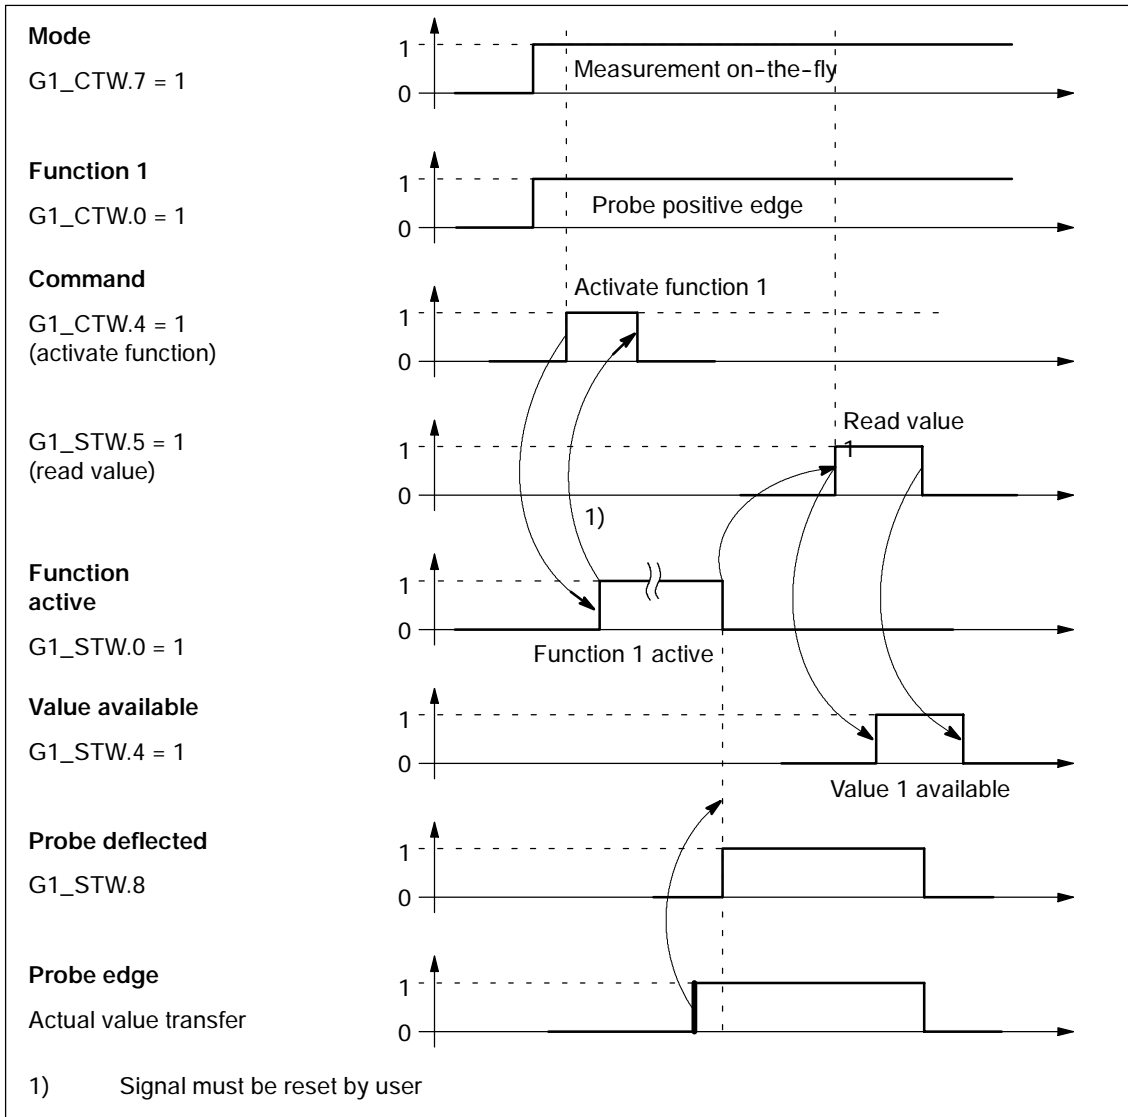 Mode
G1_CTW.7 = 1
1
0
Measurement on-the-fly
Function 1
G1_CTW.0 = 1
1
0
Probe positive edge
Command
G1_CTW.4 = 1
(activate function)
Activate function 1
1
0
G1_STW.5 = 1
(read value)
Read value
1
1
0
1)
Function
active
G1_STW.0 = 1
1
0
Function 1 active
Value available
G1_STW.4 = 1
1
0
Value 1 available
Probe deflected
G1_STW.8
1
0
Probe edge
Actual value transfer
1
0
1) Signal must be reset by user